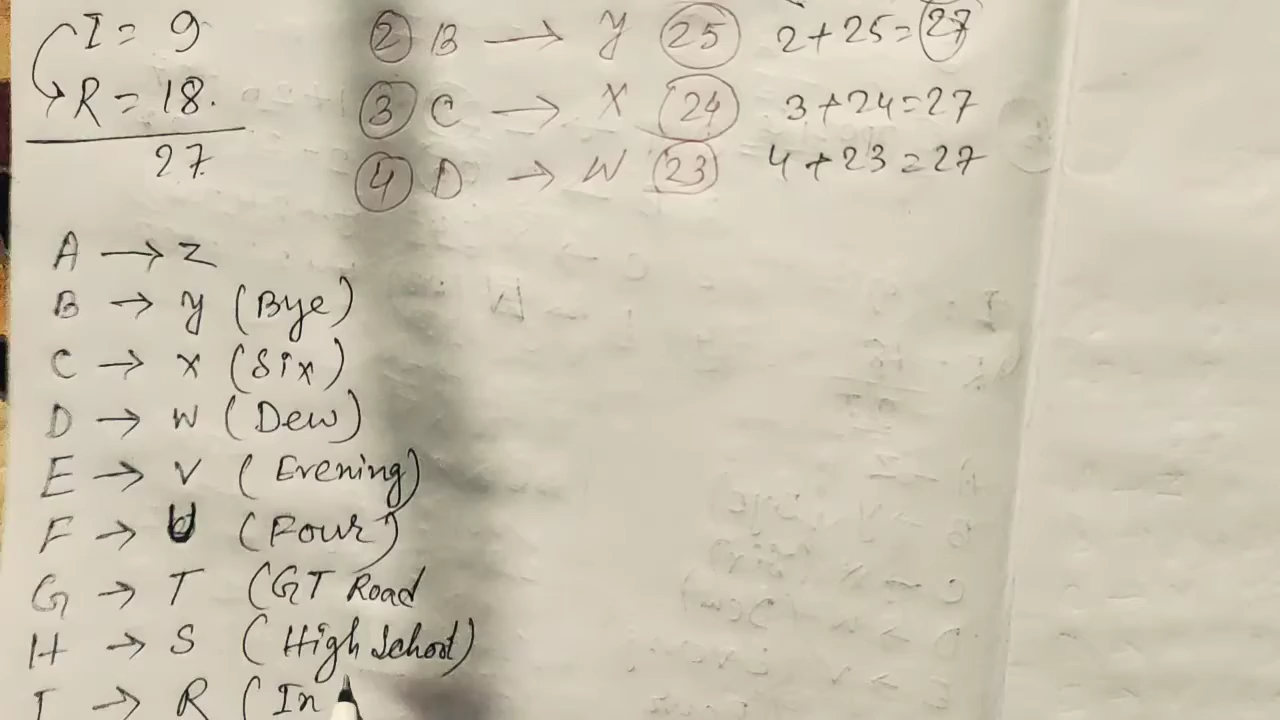 I = 9
R = 18.
27.
2 B → Y 25 2+25=27
3 C → X 24 3+24=27
4 D → W 23 4+23=27
A → Z
B → Y (Bye)
C → X (Six)
D → W (Dew)
E → V (Evening)
F → U (Four)
G → T (GT Road
H → S (High School)
I → R (In